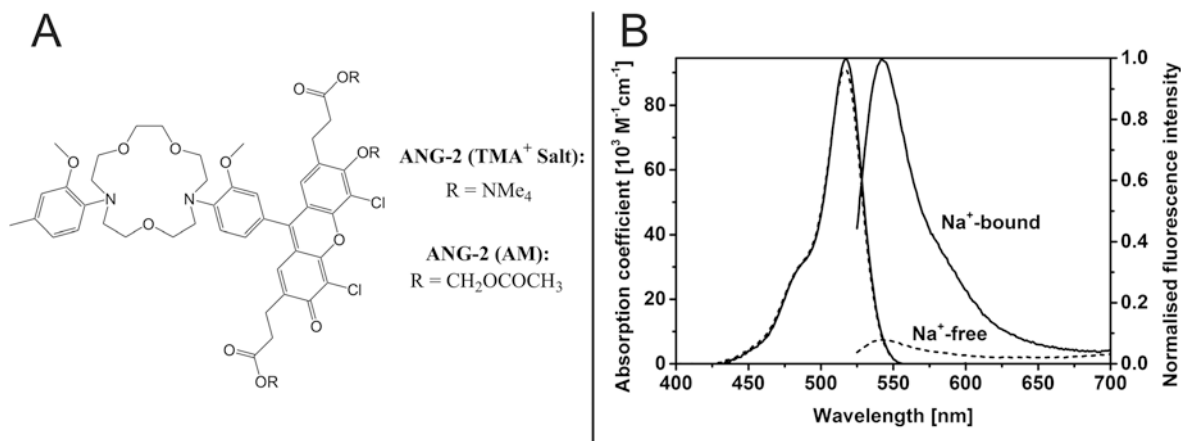 A
OR
O
O
O
O
OR
O
N
N
Cl
O
O
Cl
O
O
OR
ANG-2 (TMA+ Salt):
R = NMe4
ANG-2 (AM):
R = CH2OCOCH3
B
Absorption coefficient [10³ M⁻¹cm⁻¹]
80
60
40
20
0
Na⁺-bound
Na⁺-free
1.0
0.8
0.6
0.4
0.2
0.0
Normalised fluorescence intensity
400 450 500 550 600 650 700
Wavelength [nm]